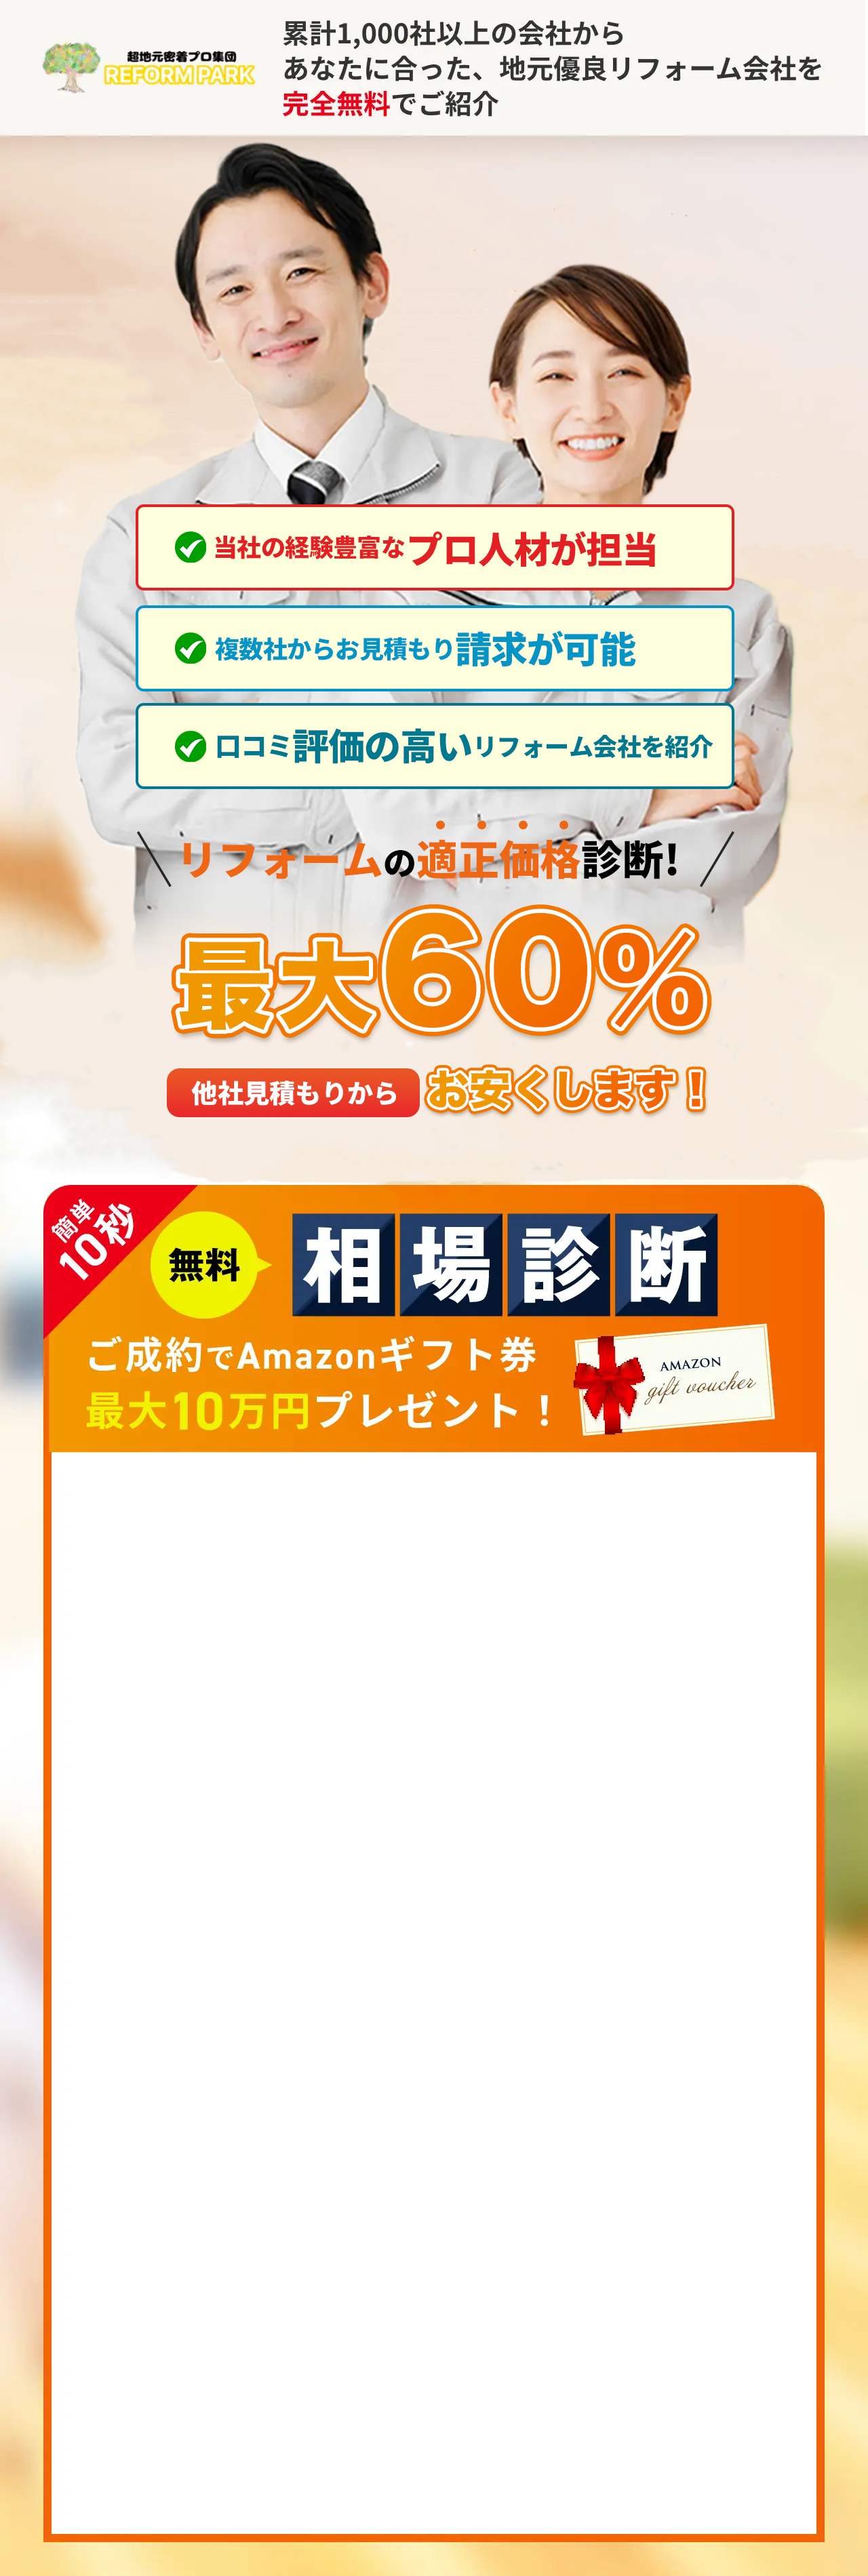 超地元密着プロ集団
REFORM PARK
累計1,000社以上の会社から
あなたに合った、地元優良リフォーム会社を
完全無料でご紹介
当社の経験豊富なプロ人材が担当
複数社からお見積もり請求が可能
口コミ評価の高いリフォーム会社を紹介
リフォームの適正価格診断!
最大60%
他社見積もりから お安くします！
簡単
10秒
無料
相場診断
ご成約でAmazonギフト券
最大10万円プレゼント！
AMAZON
gift voucher